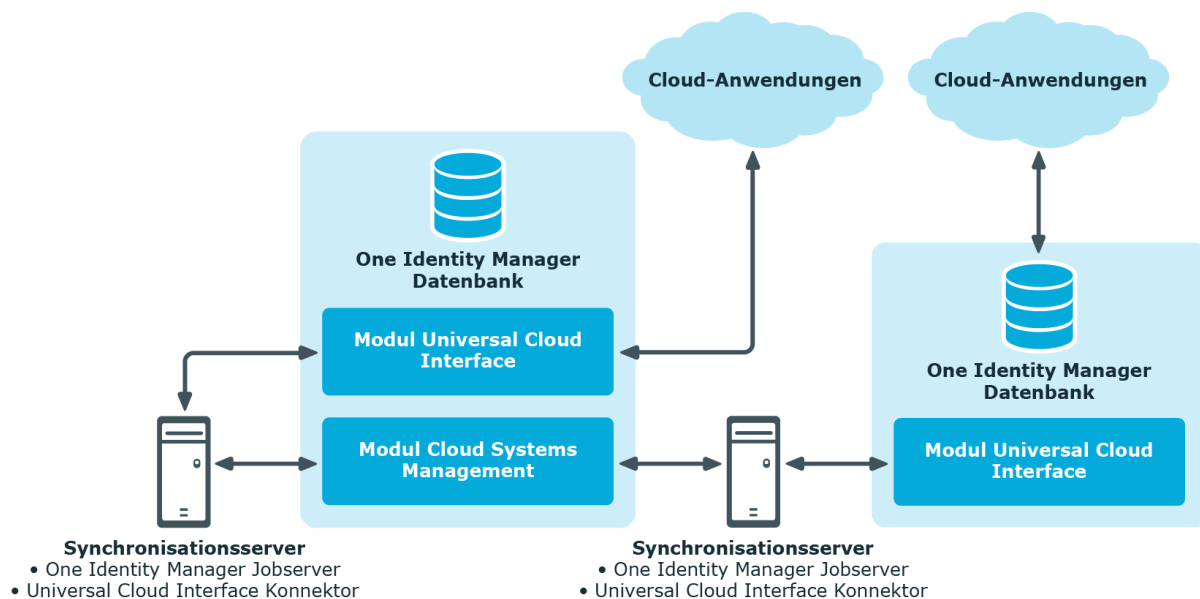 Cloud-Anwendungen
Cloud-Anwendungen
One Identity Manager
Datenbank
Modul Universal Cloud
Interface
Modul Cloud Systems
Management
One Identity Manager
Datenbank
Modul Universal Cloud
Interface
Synchronisationsserver
• One Identity Manager Jobserver
• Universal Cloud Interface Konnektor
Synchronisationsserver
• One Identity Manager Jobserver
• Universal Cloud Interface Konnektor